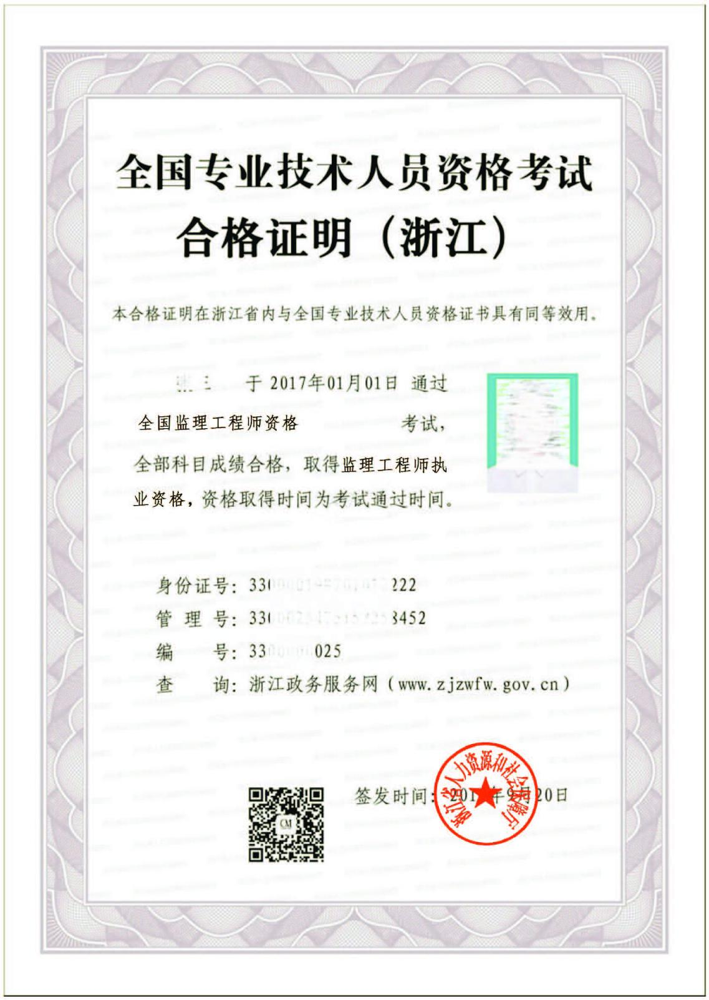 全国专业技术人员资格考试
合格证明（浙江）
本合格证明在浙江省内与全国专业技术人员资格证书具有同等效用。
于 2017年01月01日 通过
全国监理工程师资格 考试，
全部科目成绩合格，取得监理工程师执
业资格，资格取得时间为考试通过时间。
身份证号：33 222
管理号：33 8452
编号：33 025
查询：浙江政务服务网（www.zjzwfw.gov.cn）
浙江省人力资源和社会保障厅
签发时间：201 年9月20日
CM